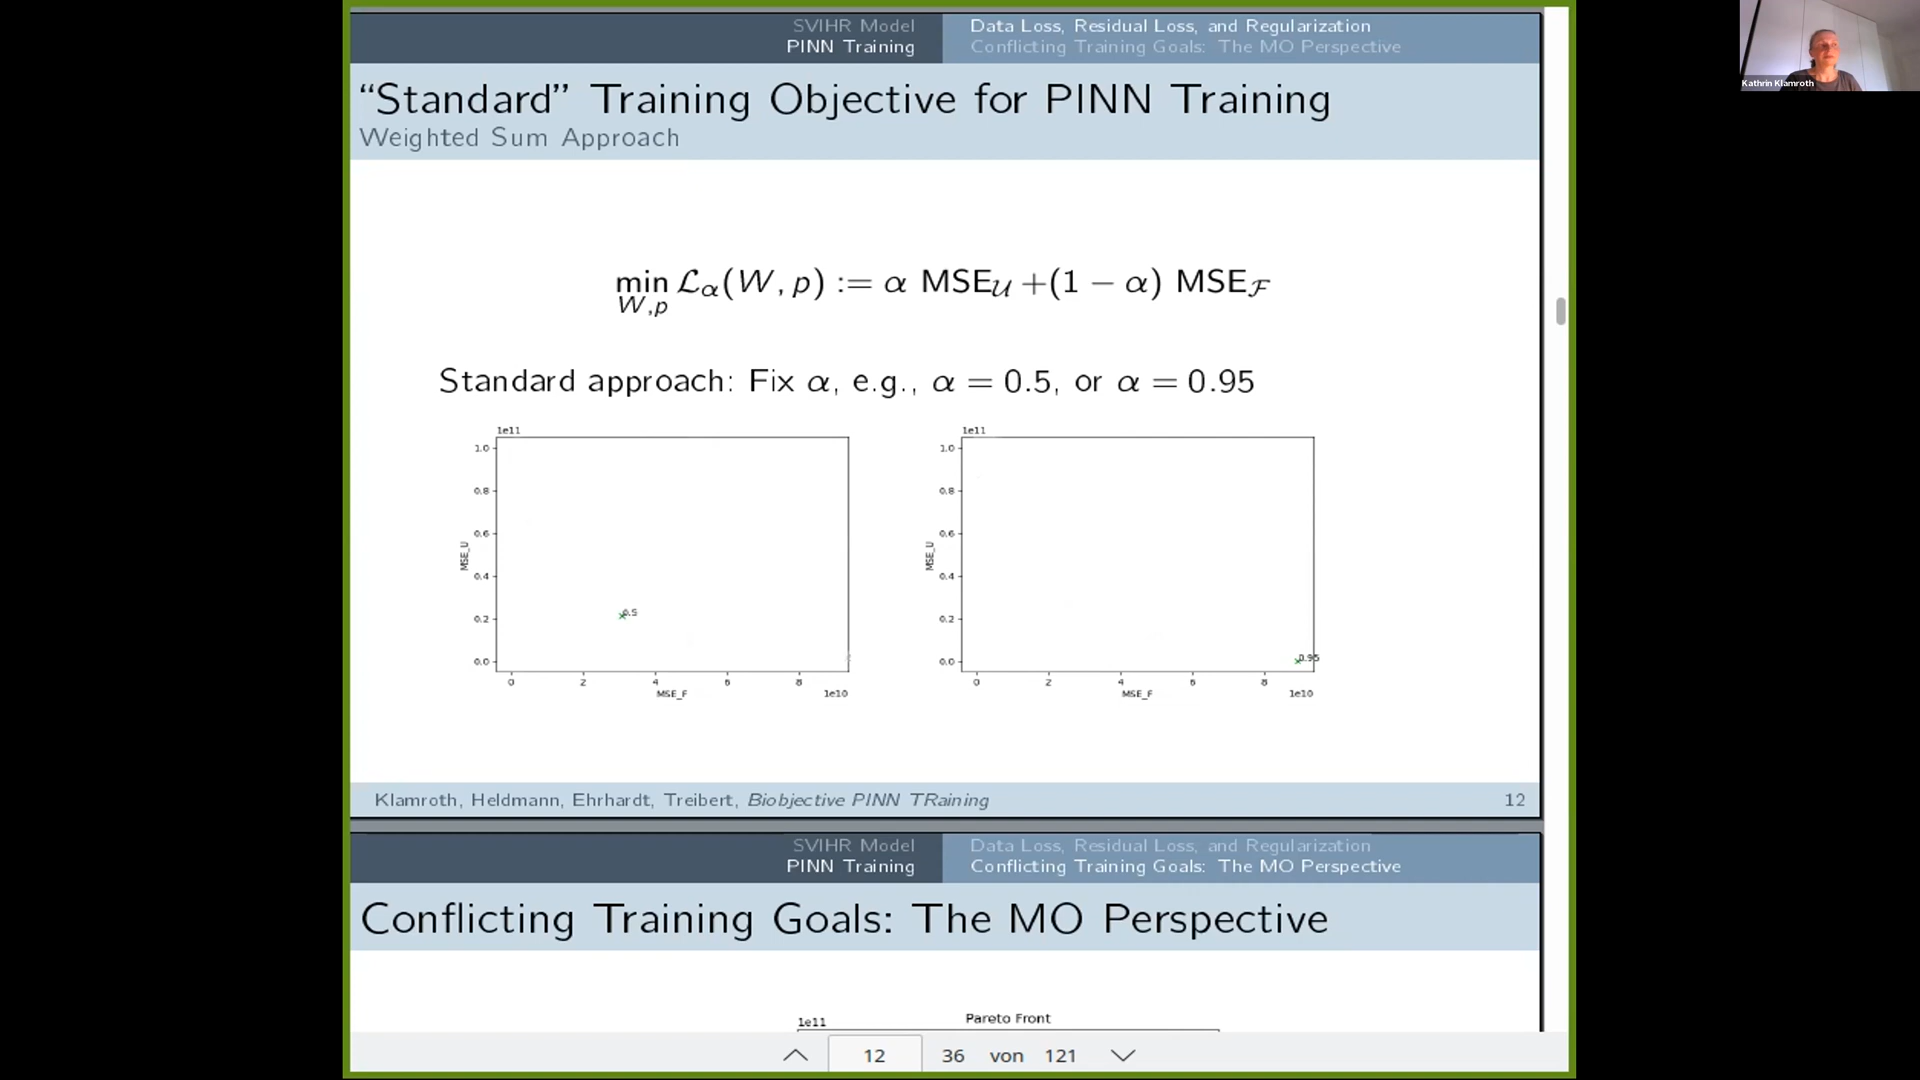 SVIHR Model
PINN Training
Data Loss, Residual Loss, and Regularization
Conflicting Training Goals: The MO Perspective
Kathrin Klamroth
“Standard” Training Objective for PINN Training
Weighted Sum Approach
min W,p ℒα(W, p) := α MSE𝒰 +(1 − α) MSEℱ
Standard approach: Fix α, e.g., α = 0.5, or α = 0.95
1e11
1.0
0.8
0.6
0.4
0.2
0.0
MSE_U
0.5
0 2 4 6 8
MSE_F
1e10
1e11
1.0
0.8
0.6
0.4
0.2
0.0
MSE_U
0.95
0 2 4 6 8
MSE_F
1e10
Klamroth, Heldmann, Ehrhardt, Treibert, Biobjective PINN TRaining 12
SVIHR Model
PINN Training
Data Loss, Residual Loss, and Regularization
Conflicting Training Goals: The MO Perspective
Conflicting Training Goals: The MO Perspective
1e11
Pareto Front
12 36 von 121